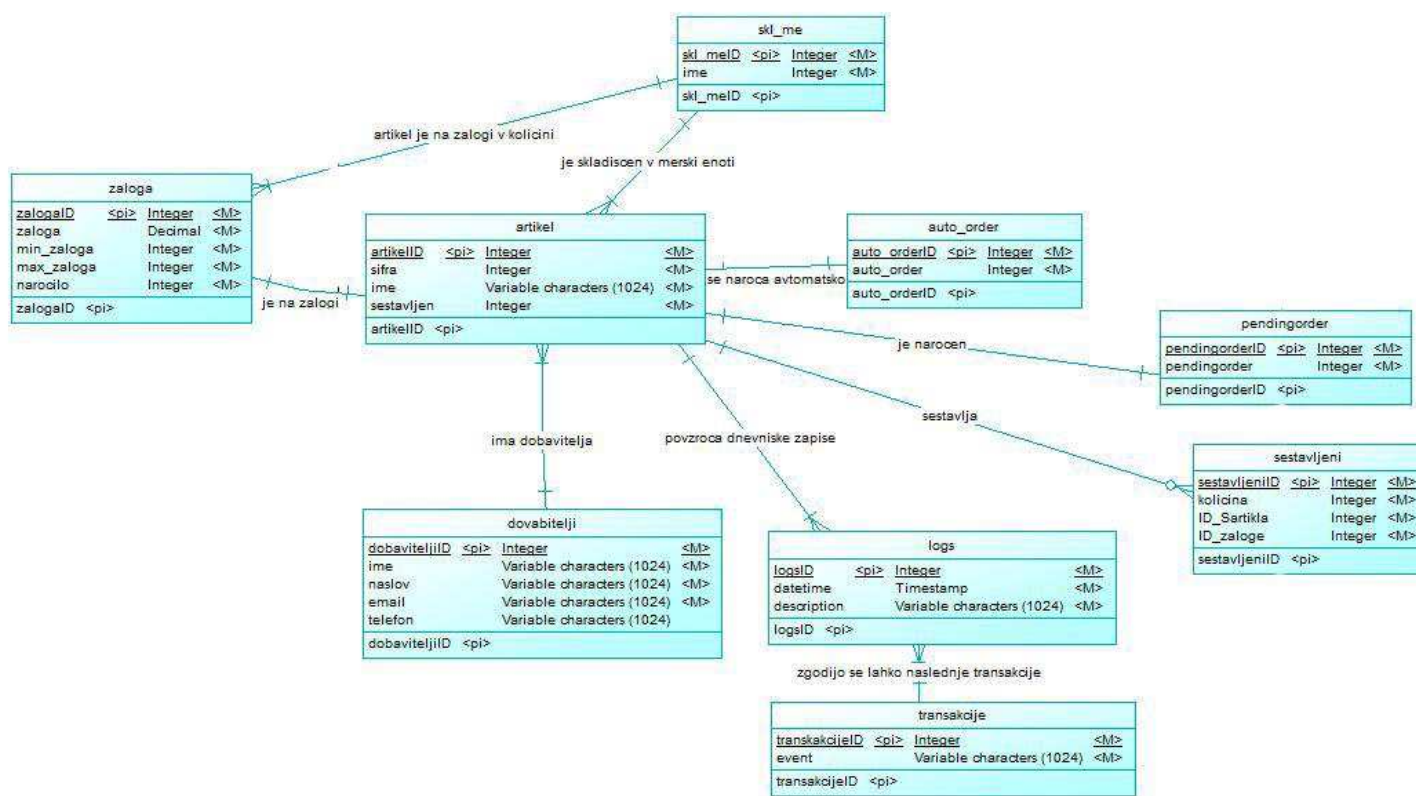 skl_me
skl_meID <pi> Integer <M>
ime Integer <M>
skl_meID <pi>
artikel je na zalogi v kolicini
je skladiscen v merski enoti
zaloga
zalogaID <pi> Integer <M>
zaloga Decimal <M>
min_zaloga Integer <M>
max_zaloga Integer <M>
narocilo Integer <M>
zalogaID <pi>
je na zalogi
artikel
artikelID <pi> Integer <M>
sifra Integer <M>
ime Variable characters (1024) <M>
sestavljen Integer <M>
artikelID <pi>
auto_order
auto_orderID <pi> Integer <M>
auto_order Integer <M>
auto_orderID <pi>
se naroca avtomatsko
pendingorder
pendingorderID <pi> Integer <M>
pendingorder Integer <M>
pendingorderID <pi>
je narocen
sestavlja
ima dobavitelja
povzroca dnevniske zapise
sestavljeni
sestavljeniID <pi> Integer <M>
kolicina Integer <M>
ID_Sartikla Integer <M>
ID_zaloge Integer <M>
sestavljeniID <pi>
dovabitelji
dobaviteljiID <pi> Integer <M>
ime Variable characters (1024) <M>
naslov Variable characters (1024) <M>
email Variable characters (1024) <M>
telefon Variable characters (1024)
dobaviteljiID <pi>
logs
logsID <pi> Integer <M>
datetime Timestamp <M>
description Variable characters (1024) <M>
logsID <pi>
zgodijo se lahko naslednje transakcije
transakcije
transkakcijeID <pi> Integer <M>
event Variable characters (1024) <M>
transakcijeID <pi>